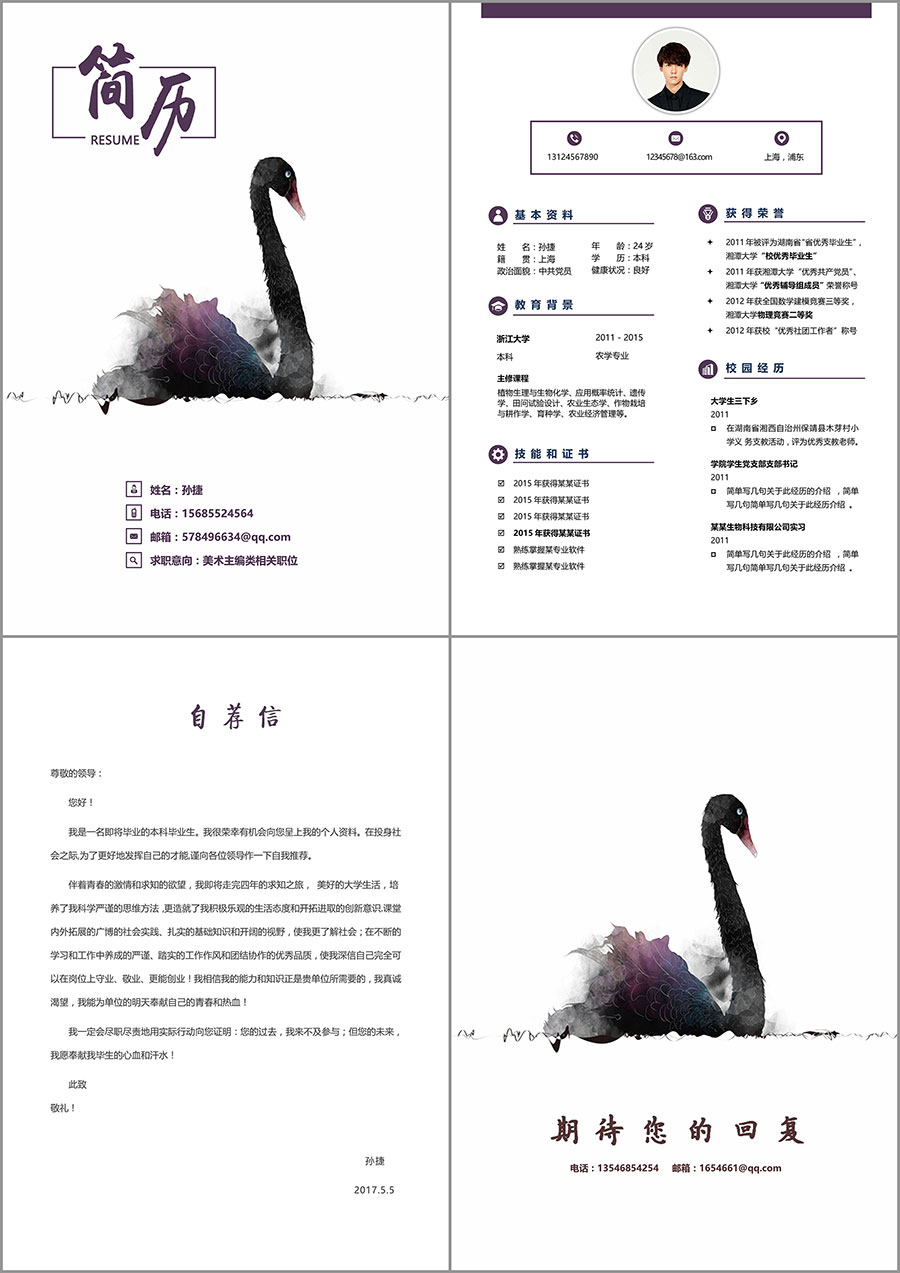 简历
RESUME
姓名：孙捷
电话：15685524564
邮箱：578496634@qq.com
求职意向：美术主编类相关职位
13124567890
12345678@163.com
上海，浦东
基本资料
姓 名：孙捷 年 龄：24 岁
籍 贯：上海 学 历：本科
政治面貌：中共党员 健康状况：良好
教育背景
浙江大学 2011 - 2015
本科 农学专业
主修课程
植物生理与生物化学、应用概率统计、遗传
学、田间试验设计、农业生态学、作物栽培
与耕作学、育种学、农业经济管理等。
技能和证书
2015 年获得某某证书
2015 年获得某某证书
2015 年获得某某证书
2015 年获得某某证书
熟练掌握某专业软件
熟练掌握某专业软件
获得荣誉
2011 年被评为湖南省“省优秀毕业生”，
湘潭大学“校优秀毕业生”
2011 年获湘潭大学“优秀共产党员”、
湘潭大学“优秀辅导组成员”荣誉称号
2012 年获全国数学建模竞赛三等奖，
湘潭大学物理竞赛二等奖
2012 年获校“优秀社团工作者”称号
校园经历
大学生三下乡
2011
在湖南省湘西自治州保靖县木芽村小
学义 务支教活动，评为优秀支教老师。
学院学生党支部支部书记
2011
简单写几句关于此经历的介绍 ，简单
写几句简单写几句关于此经历介绍 。
某某生物科技有限公司实习
2011
简单写几句关于此经历的介绍 ，简单
写几句简单写几句关于此经历介绍 。
自荐信
尊敬的领导：
您好！
我是一名即将毕业的本科毕业生。我很荣幸有机会向您呈上我的个人资料。在投身社
会之际,为了更好地发挥自己的才能,谨向各位领导作一下自我推荐。
伴着青春的激情和求知的欲望，我即将走完四年的求知之旅， 美好的大学生活，培
养了我科学严谨的思维方法 ,更造就了我积极乐观的生活态度和开拓进取的创新意识.课堂
内外拓展的广博的社会实践、扎实的基础知识和开阔的视野，使我更了解社会；在不断的
学习和工作中养成的严谨、踏实的工作作风和团结协作的优秀品质，使我深信自己完全可
以在岗位上守业、敬业、更能创业！我相信我的能力和知识正是贵单位所需要的，我真诚
渴望，我能为单位的明天奉献自己的青春和热血！
我一定会尽职尽责地用实际行动向您证明：您的过去，我来不及参与；但您的未来，
我愿奉献我毕生的心血和汗水！
此致
敬礼！
孙捷
2017.5.5
期待您的回复
电话：13546854254 邮箱：1654661@qq.com